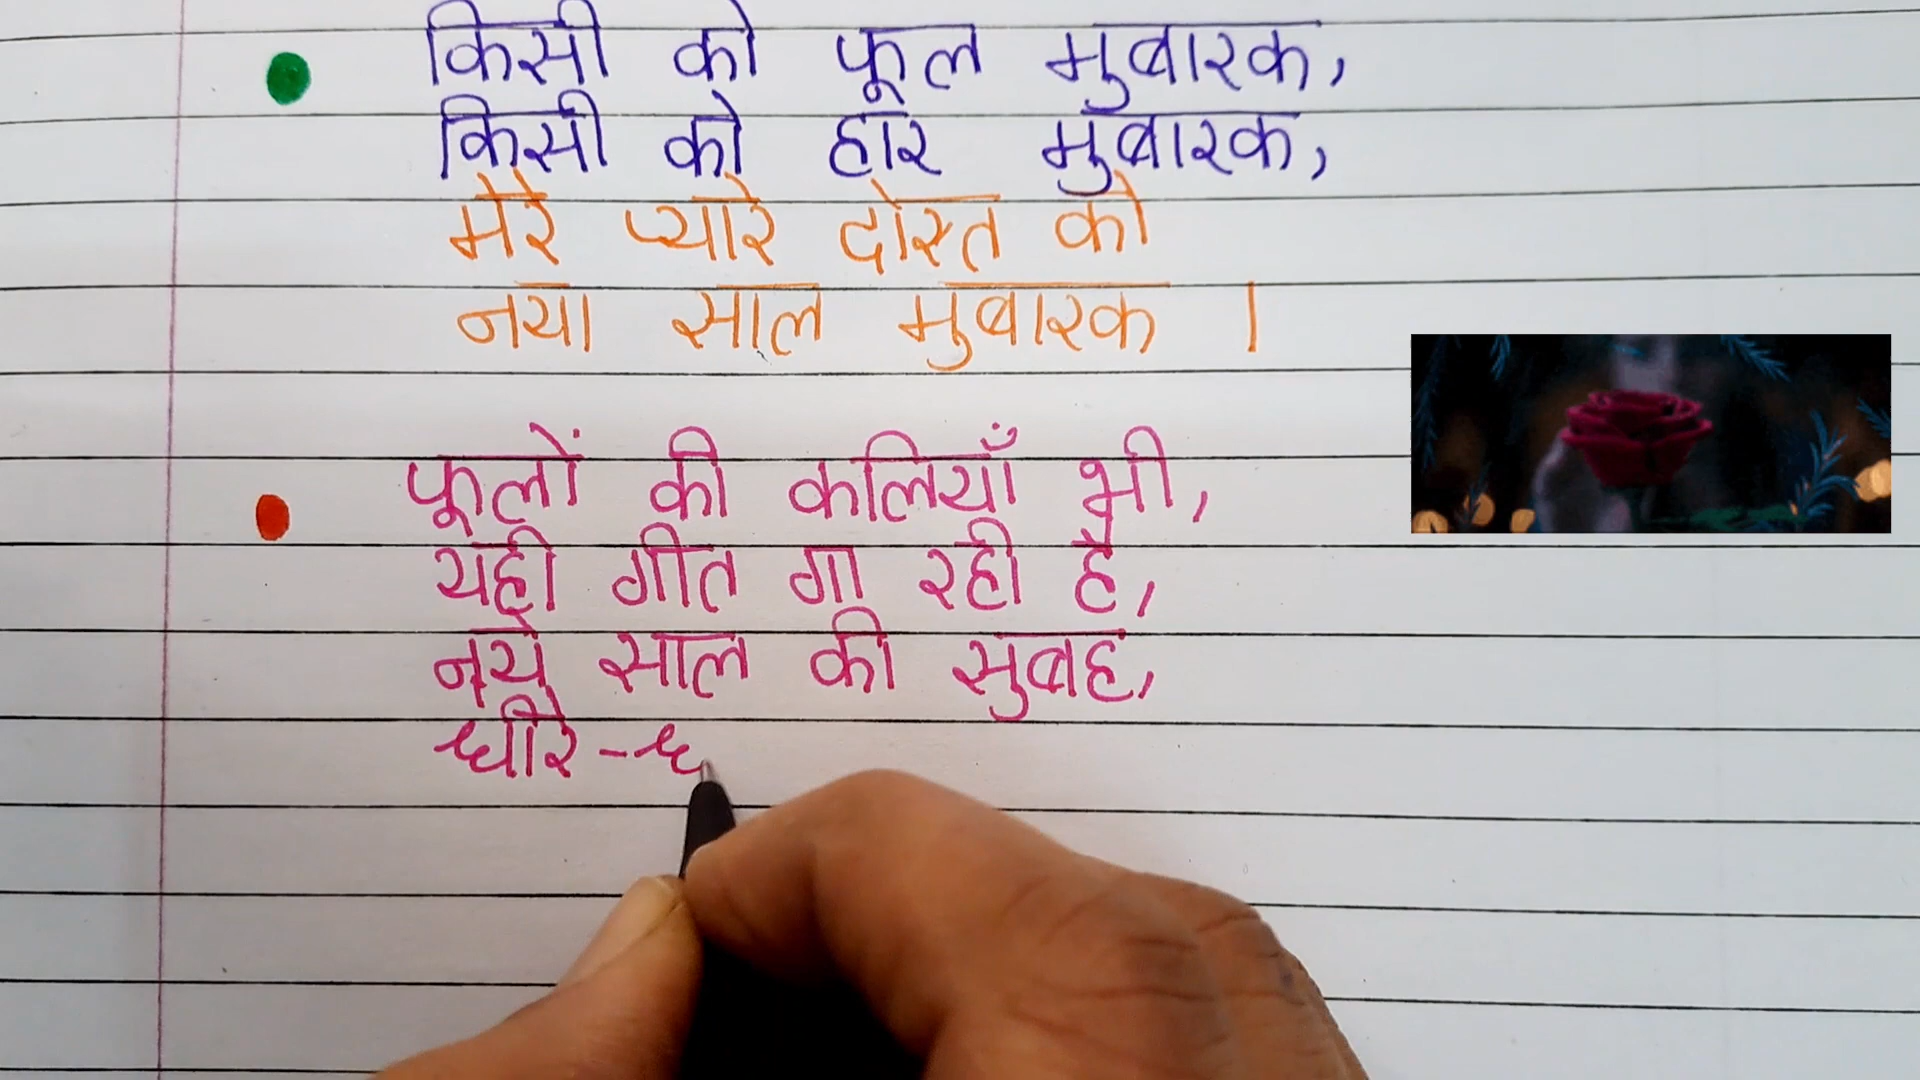 किसी को फूल मुबारक,
किसी को हार मुबारक,
मेरे प्यारे दोस्त को
नया साल मुबारक ।
फूलों की कलियाँ भी,
यही गीत गा रही है,
नये साल की सुबह,
धीरे-ध